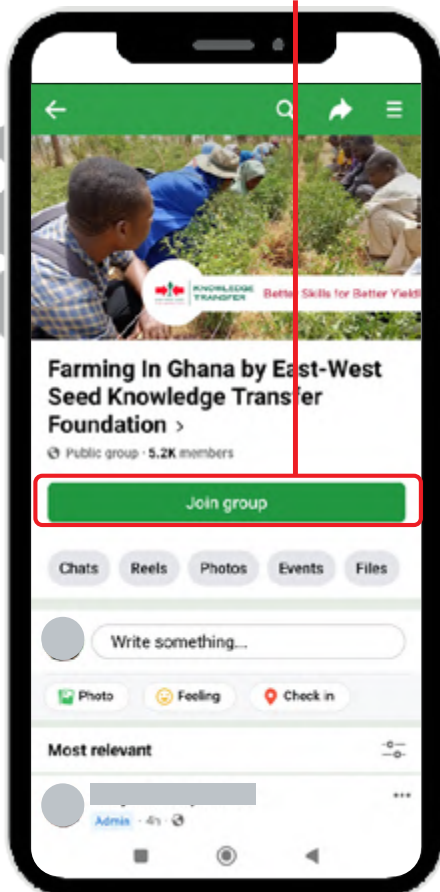 KNOWLEDGE
TRANSFER
Better Skills for Better Yield
Farming In Ghana by East-West
Seed Knowledge Transfer
Foundation >
Public group · 5.2K members
Join group
Chats Reels Photos Events Files
Write something...
Photo Feeling Check in
Most relevant
Admin · 4h